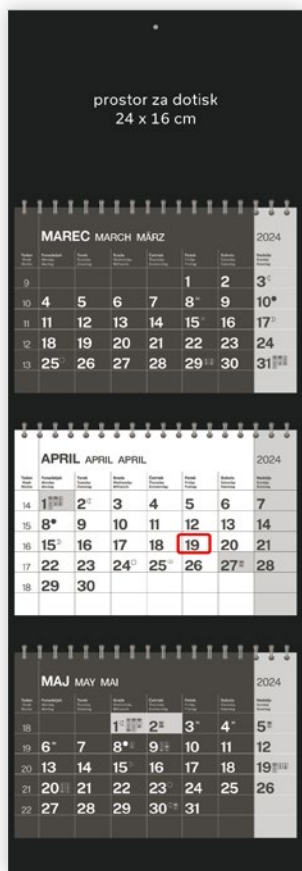 prostor za dotisk
24 x 16 cm
MAREC MARCH MÄRZ 2024
9 1 2 3
10 4 5 6 7 8 9 10
11 11 12 13 14 15 16 17
12 18 19 20 21 22 23 24
13 25 26 27 28 29 30 31
APRIL APRIL APRIL 2024
14 1 2 3 4 5 6 7
15 8 9 10 11 12 13 14
16 15 16 17 18 19 20 21
17 22 23 24 25 26 27 28
18 29 30
MAJ MAY MAI 2024
18 1 2 3 4 5
19 6 7 8 9 10 11 12
20 13 14 15 16 17 18 19
21 20 21 22 23 24 25 26
22 27 28 29 30 31